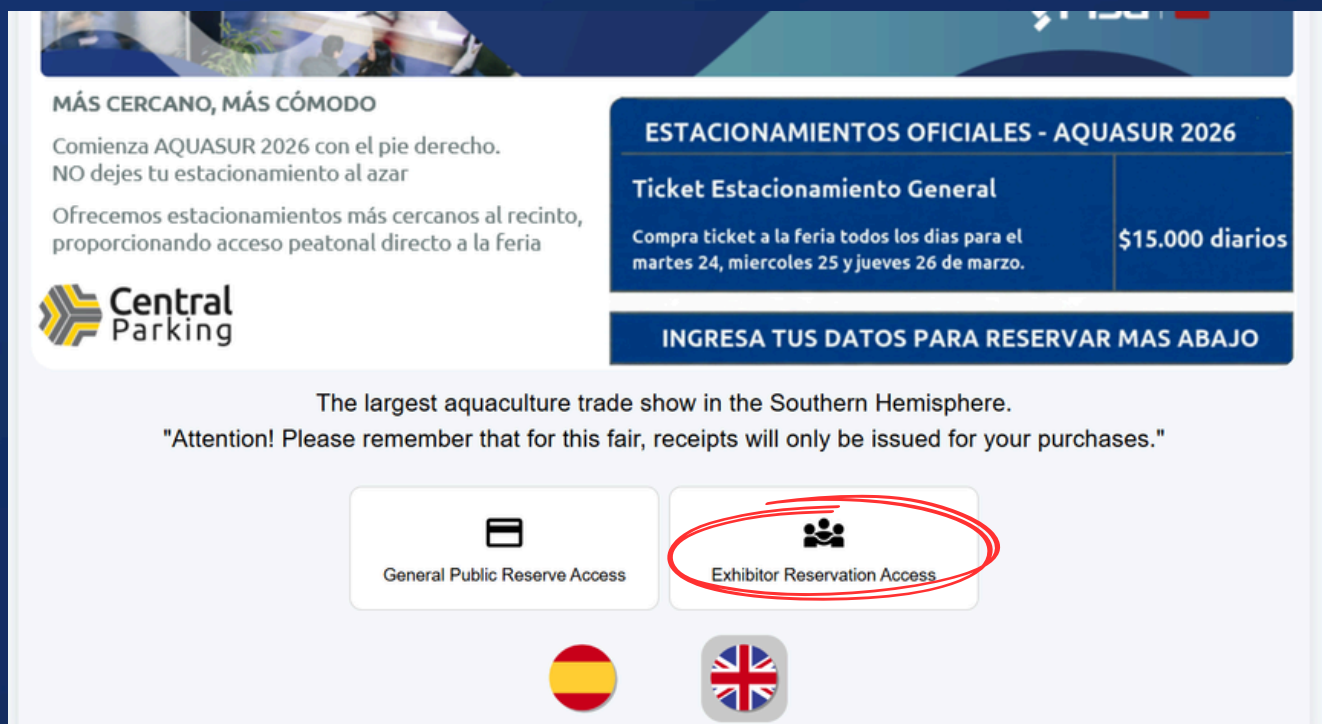 MÁS CERCANO, MÁS CÓMODO
Comienza AQUASUR 2026 con el pie derecho.
NO dejes tu estacionamiento al azar
Ofrecemos estacionamientos más cercanos al recinto,
proporcionando acceso peatonal directo a la feria
Central
Parking
ESTACIONAMIENTOS OFICIALES - AQUASUR 2026
Ticket Estacionamiento General
Compra ticket a la feria todos los dias para el
martes 24, miercoles 25 y jueves 26 de marzo.
$15.000 diarios
INGRESA TUS DATOS PARA RESERVAR MAS ABAJO
The largest aquaculture trade show in the Southern Hemisphere.
"Attention! Please remember that for this fair, receipts will only be issued for your purchases."
General Public Reserve Access
Exhibitor Reservation Access